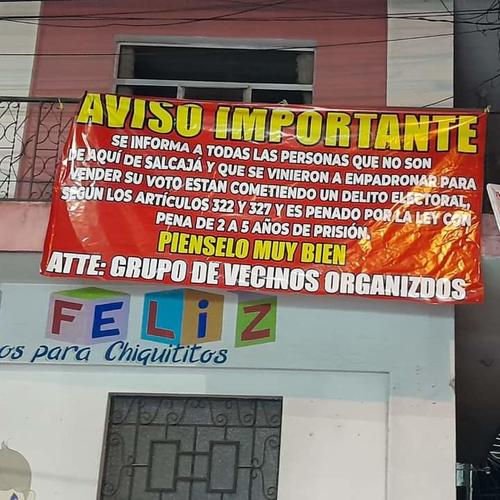 AVISO IMPORTANTE
SE INFORMA A TODAS LAS PERSONAS QUE NO SON
DE AQUÍ DE SALCAJÁ Y QUE SE VINIERON A EMPADRONAR PARA
VENDER SU VOTO ESTAN COMETIENDO UN DELITO ELECTORAL,
SEGÚN LOS ARTÍCULOS 322 Y 327 Y ES PENADO POR LA LEY CON
PENA DE 2 A 5 AÑOS DE PRISIÓN.
PIENSELO MUY BIEN
ATTE: GRUPO DE VECINOS ORGANIZDOS
FELIZ
os para Chiquititos